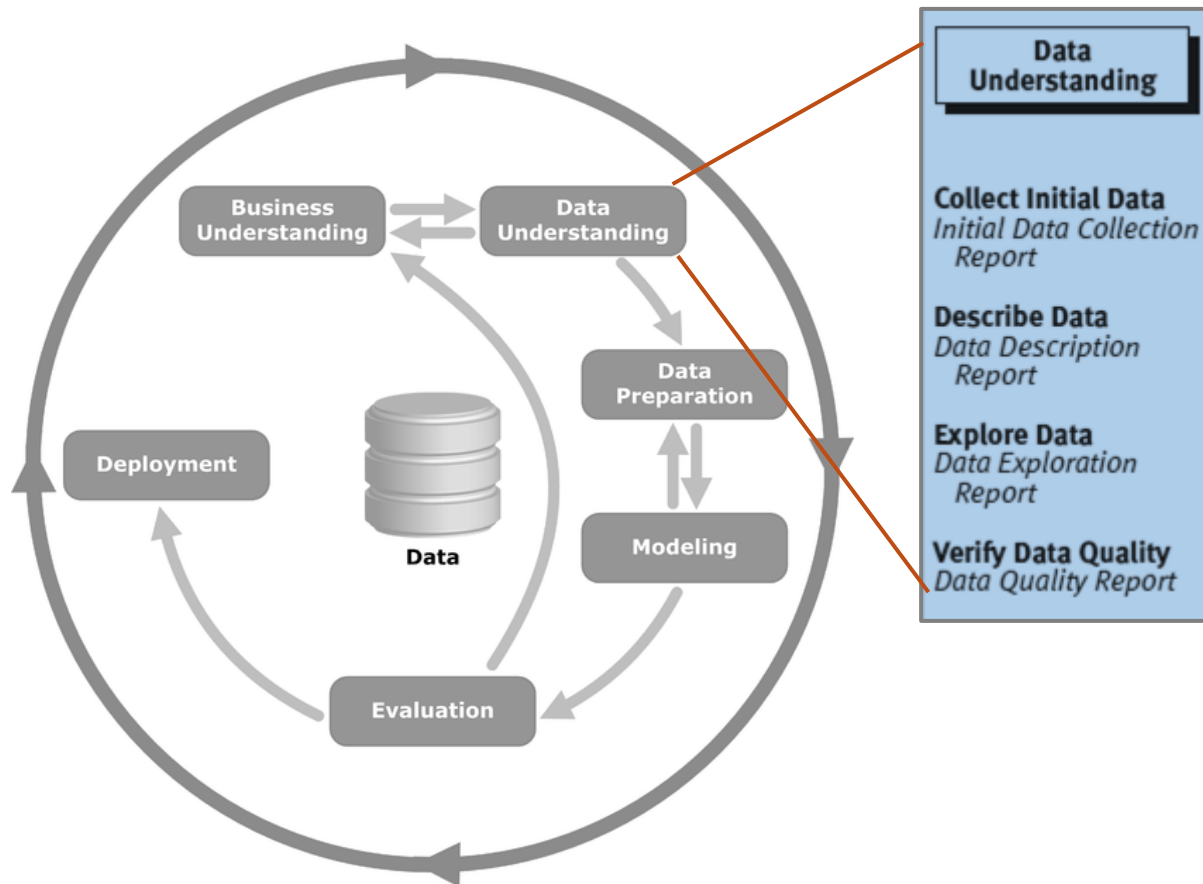 Business
Understanding
Data
Understanding
Data
Preparation
Modeling
Evaluation
Deployment
Data
Data
Understanding
Collect Initial Data
Initial Data Collection
Report
Describe Data
Data Description
Report
Explore Data
Data Exploration
Report
Verify Data Quality
Data Quality Report